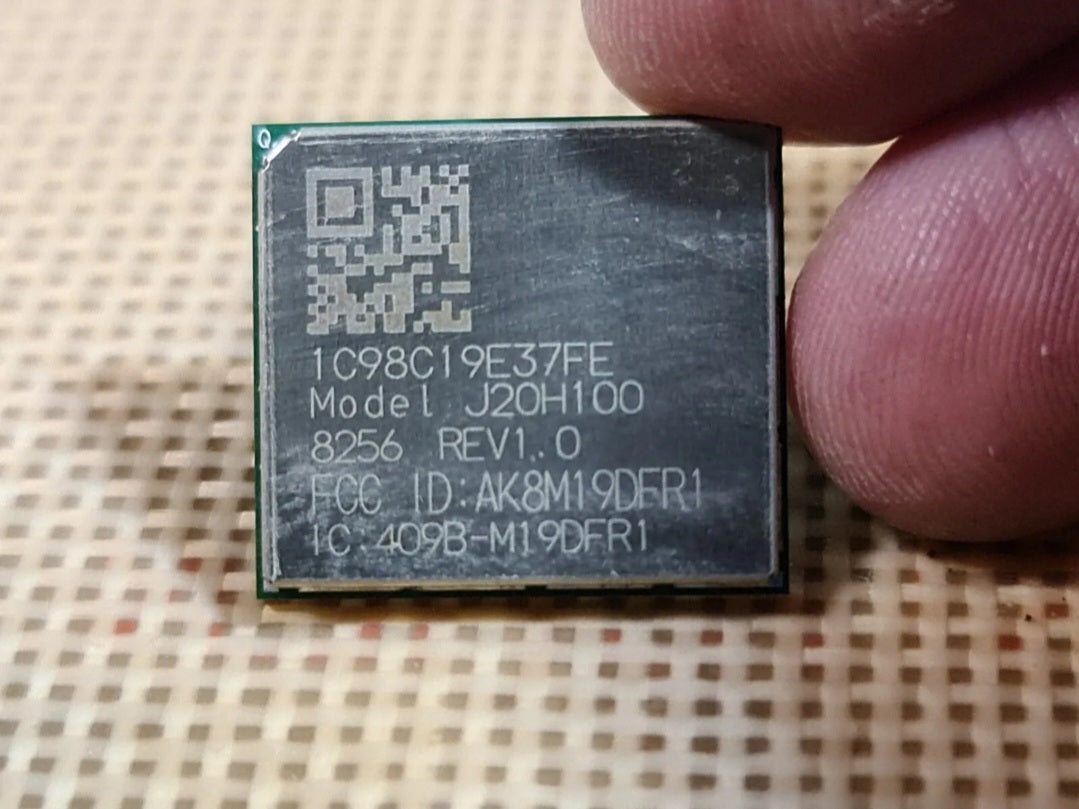 1C98C19E37FE
Model J20H100
8256 REV1.0
FCC ID:AK8M19DFR1
IC:409B-M19DFR1